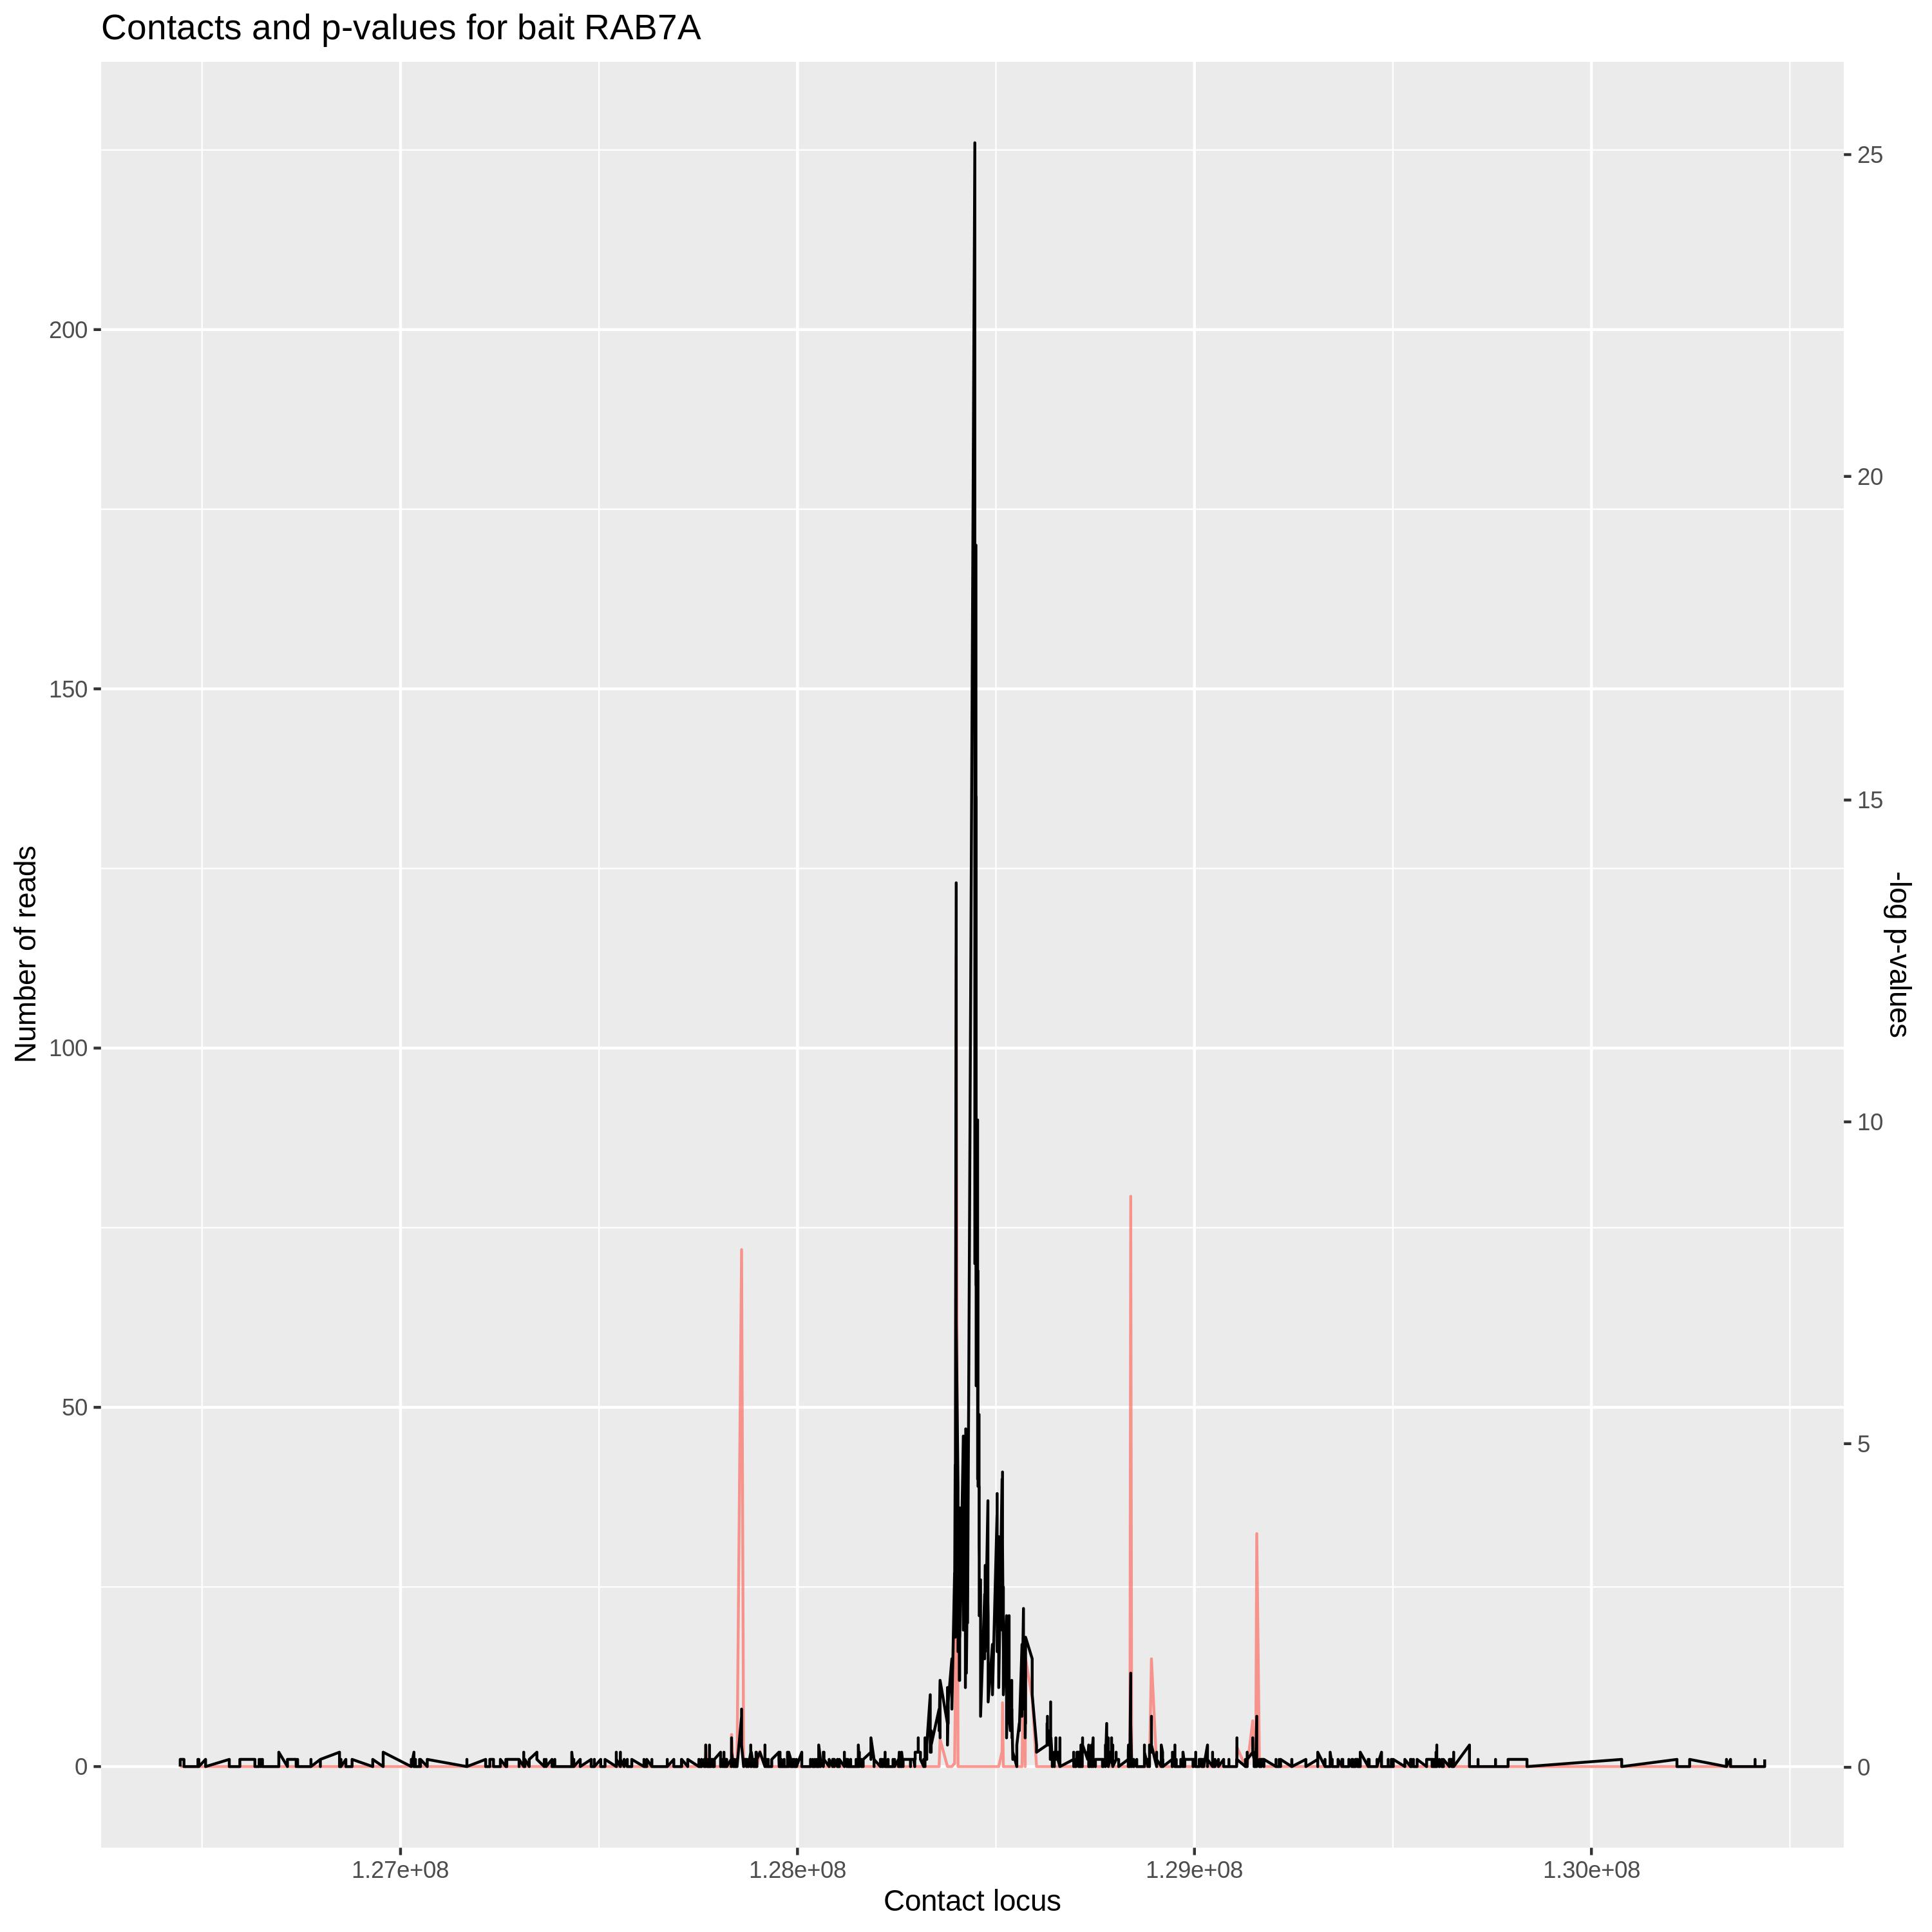 Contacts and p-values for bait RAB7A
200
150
100
50
0
Number of reads
25
20
15
10
5
0
-log p-values
1.27e+08
1.28e+08
1.29e+08
1.30e+08
Contact locus